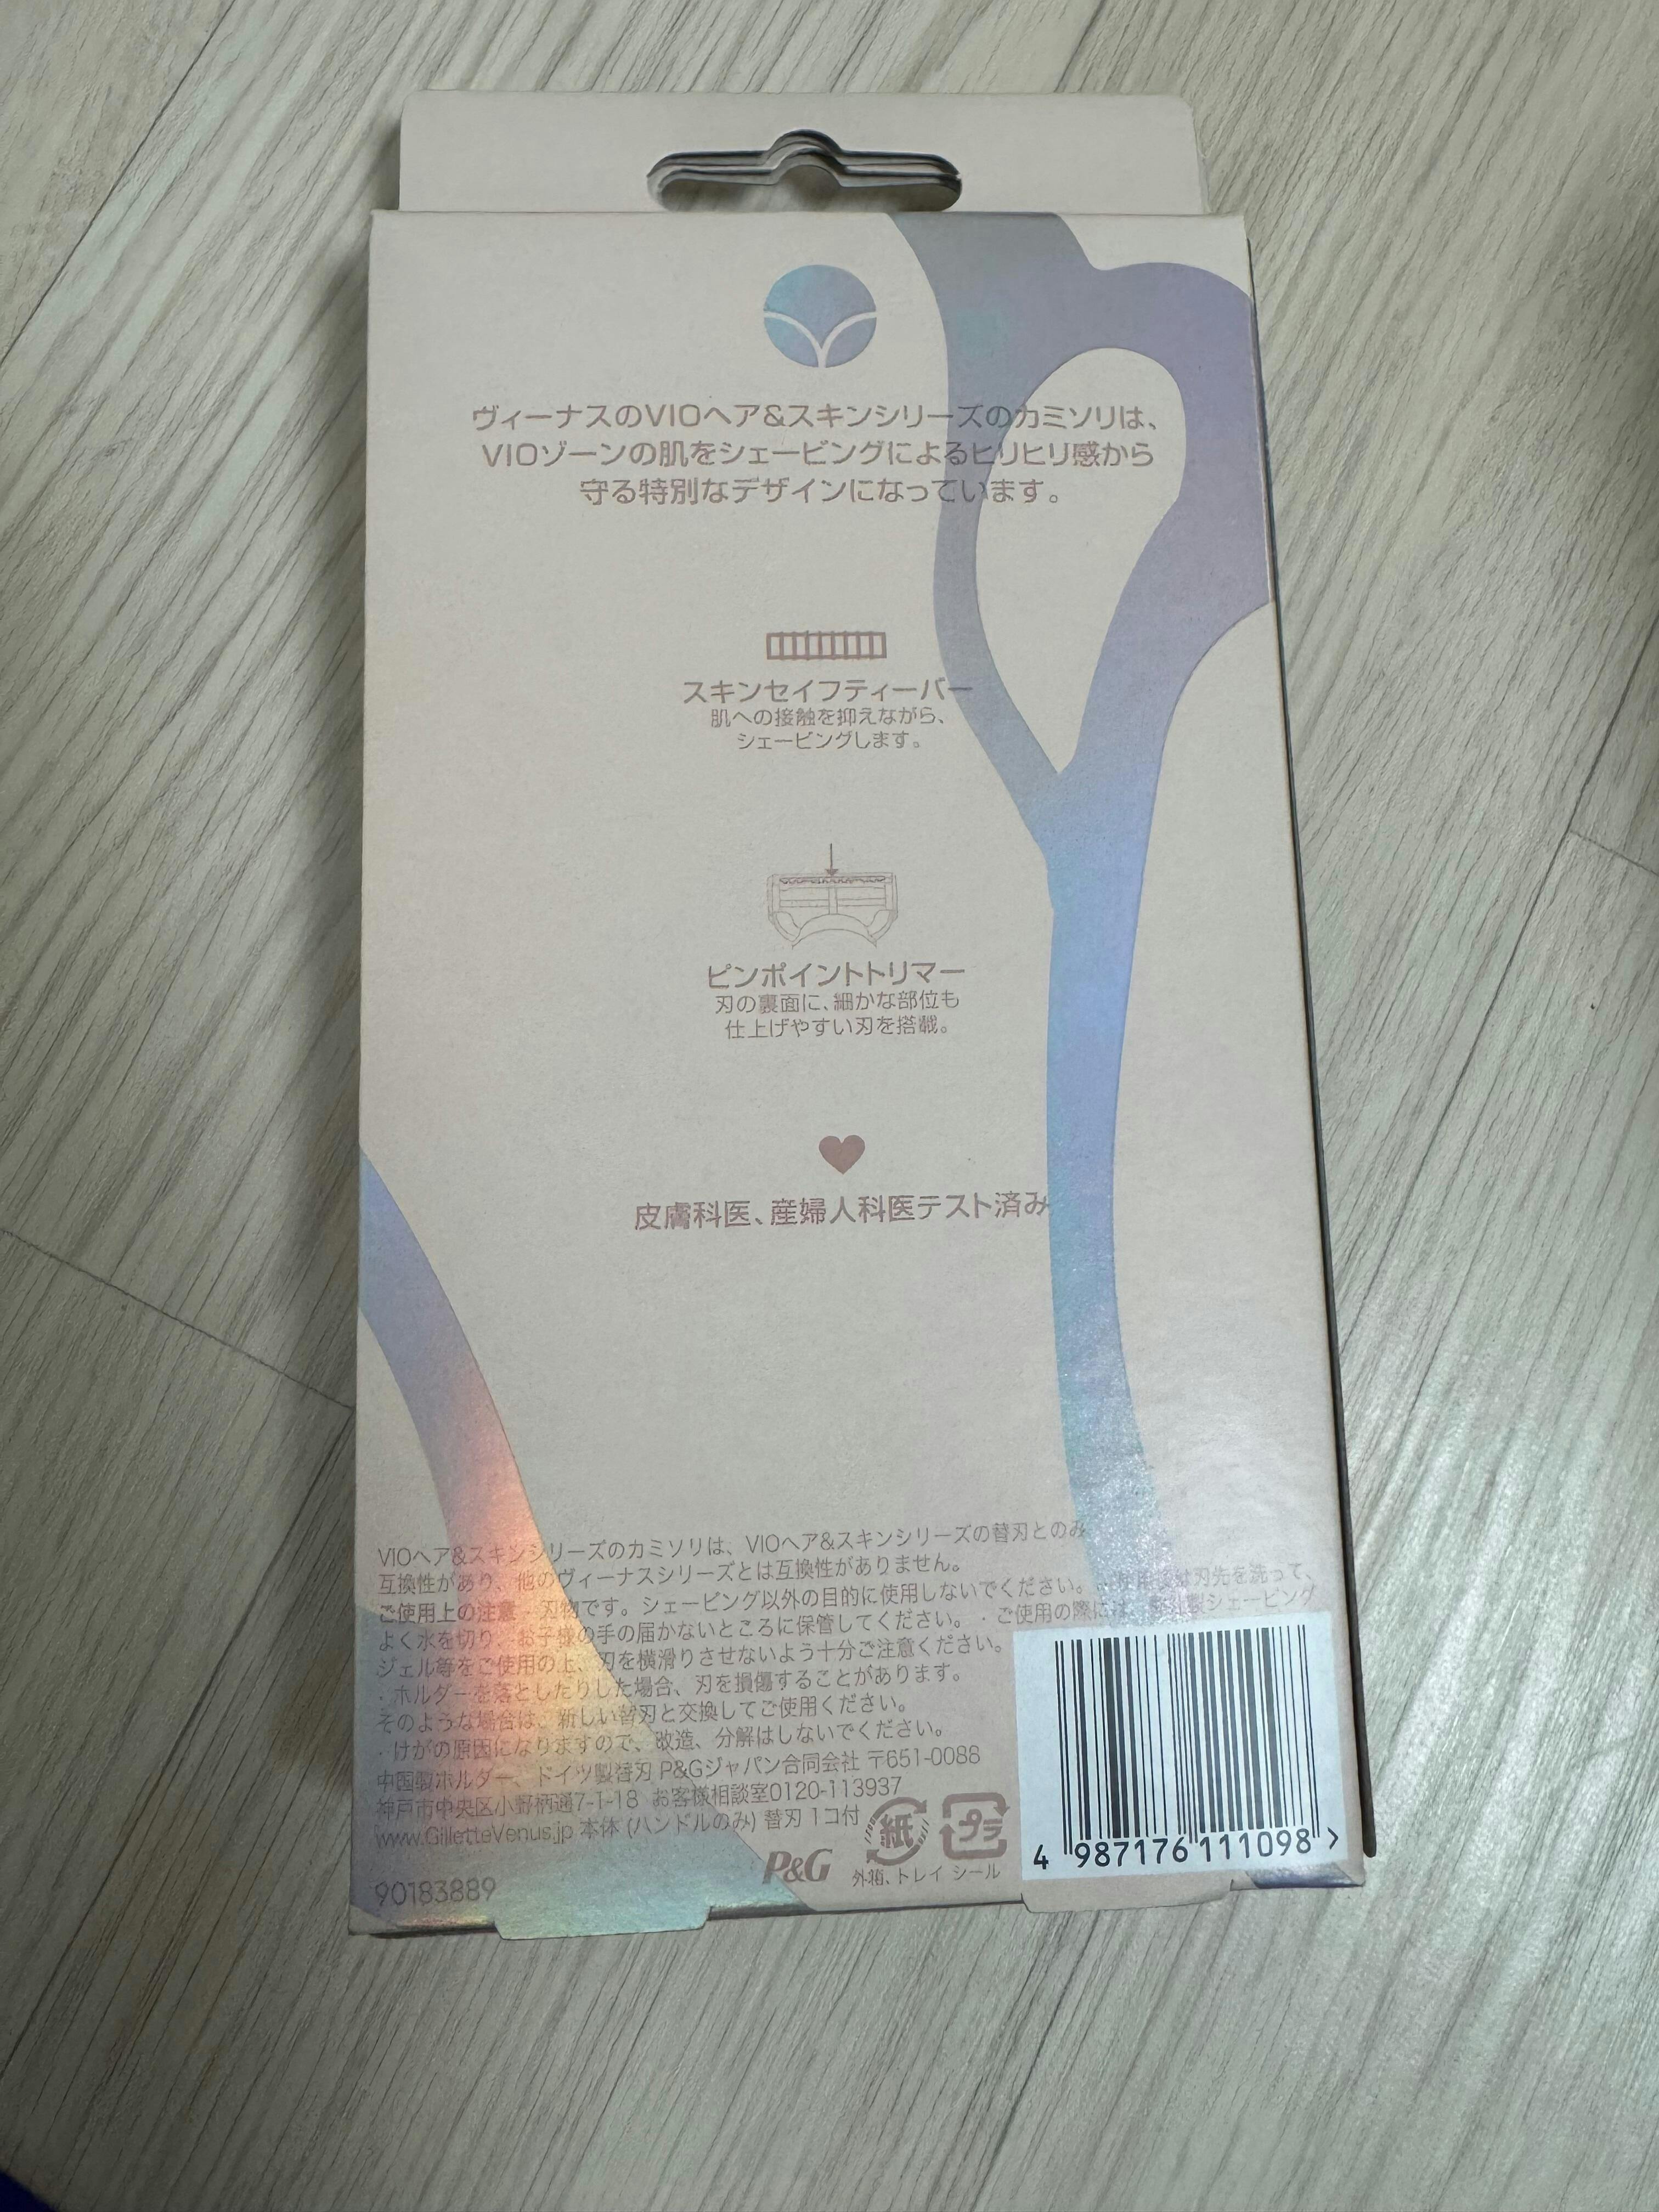 ヴィーナスのVIOヘア&スキンシリーズのカミソリは、
VIOゾーンの肌をシェービングによるヒリヒリ感から
守る特別なデザインになっています。
スキンセイフティーバー
肌への接触を抑えながら、
シェービングします。
ピンポイントトリマー
刃の裏面に、細かな部位も
仕上げやすい刃を搭載。
皮膚科医、産婦人科医テスト済み
VIOヘア&スキンシリーズのカミソリは、VIOヘア&スキンシリーズの替刃とのみ
互換性があり、他のヴィーナスシリーズとは互換性がありません。
ご使用上の注意 ・刃物です。シェービング以外の目的に使用しないでください。・ご使用後は刃先を洗って、
よく水を切り、お子様の手の届かないところに保管してください。・ご使用の際には、シェービング
ジェル等をご使用の上、刃を横滑りさせないよう十分ご注意ください。
・ホルダーを落としたりした場合、刃を損傷することがあります。
そのような場合は、新しい替刃と交換してご使用ください。
・けがの原因になりますので、改造、分解はしないでください。
中国製ホルダー、ドイツ製替刃 P&Gジャパン合同会社 〒651-0088
神戸市中央区小野柄通7-1-18 お客様相談室0120-113937
www.GilletteVenus.jp 本体 (ハンドルのみ) 替刃 1コ付
紙
プラ
P&G
外箱、トレイ シール
90183889
4 987176 111098 >